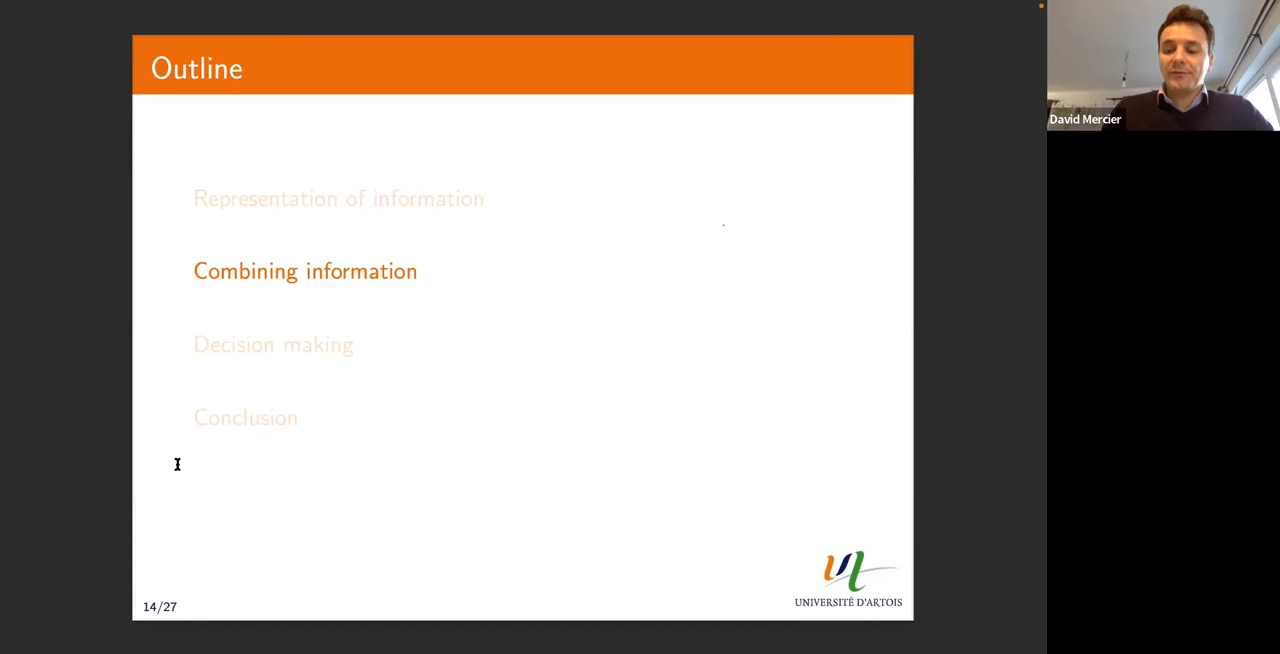 Outline
David Mercier
Representation of information
Combining information
Decision making
Conclusion
14/27
UNIVERSITÉ D'ARTOIS